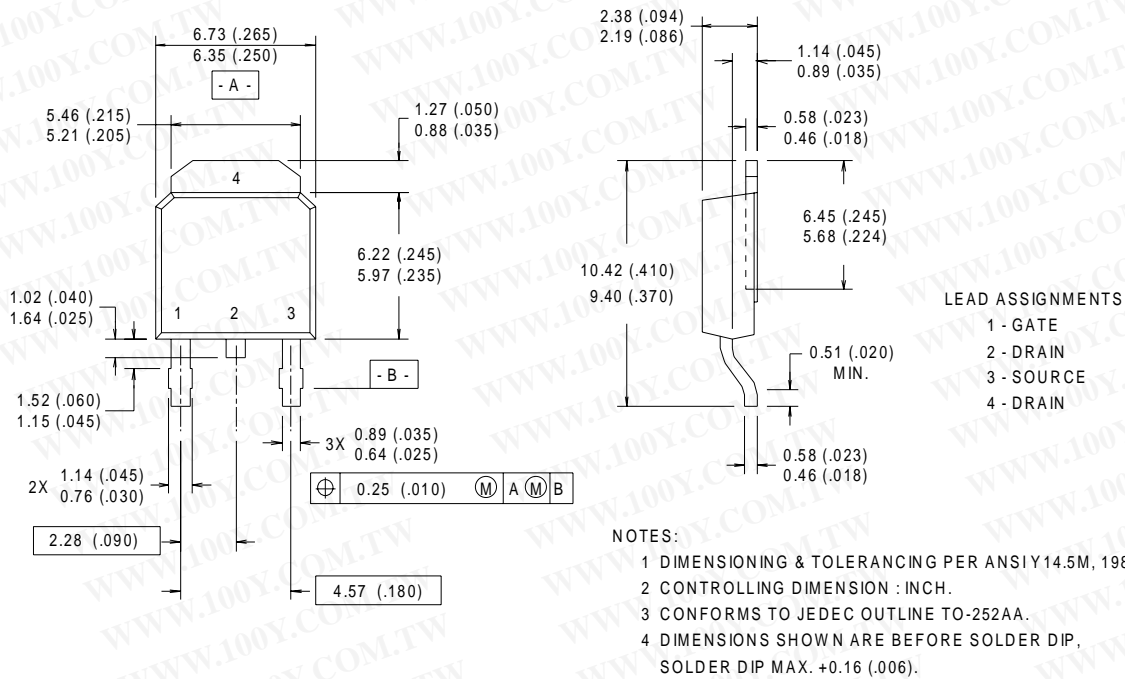 6.73 (.265)
6.35 (.250)
- A -
5.46 (.215)
5.21 (.205)
1.27 (.050)
0.88 (.035)
4
6.22 (.245)
5.97 (.235)
1.02 (.040)
1.64 (.025)
1 2 3
1.52 (.060)
1.15 (.045)
- B -
3X 0.89 (.035)
0.64 (.025)
2X 1.14 (.045)
0.76 (.030)
0.25 (.010) M A M B
2.28 (.090)
4.57 (.180)
2.38 (.094)
2.19 (.086)
1.14 (.045)
0.89 (.035)
0.58 (.023)
0.46 (.018)
6.45 (.245)
5.68 (.224)
10.42 (.410)
9.40 (.370)
0.51 (.020)
MIN.
0.58 (.023)
0.46 (.018)
LEAD ASSIGNMENTS
1 - GATE
2 - DRAIN
3 - SOURCE
4 - DRAIN
NOTES:
1 DIMENSIONING & TOLERANCING PER ANSI Y14.5M, 198
2 CONTROLLING DIMENSION : INCH.
3 CONFORMS TO JEDEC OUTLINE TO-252AA.
4 DIMENSIONS SHOWN ARE BEFORE SOLDER DIP,
SOLDER DIP MAX. +0.16 (.006).
WWW.100Y.COM.TW